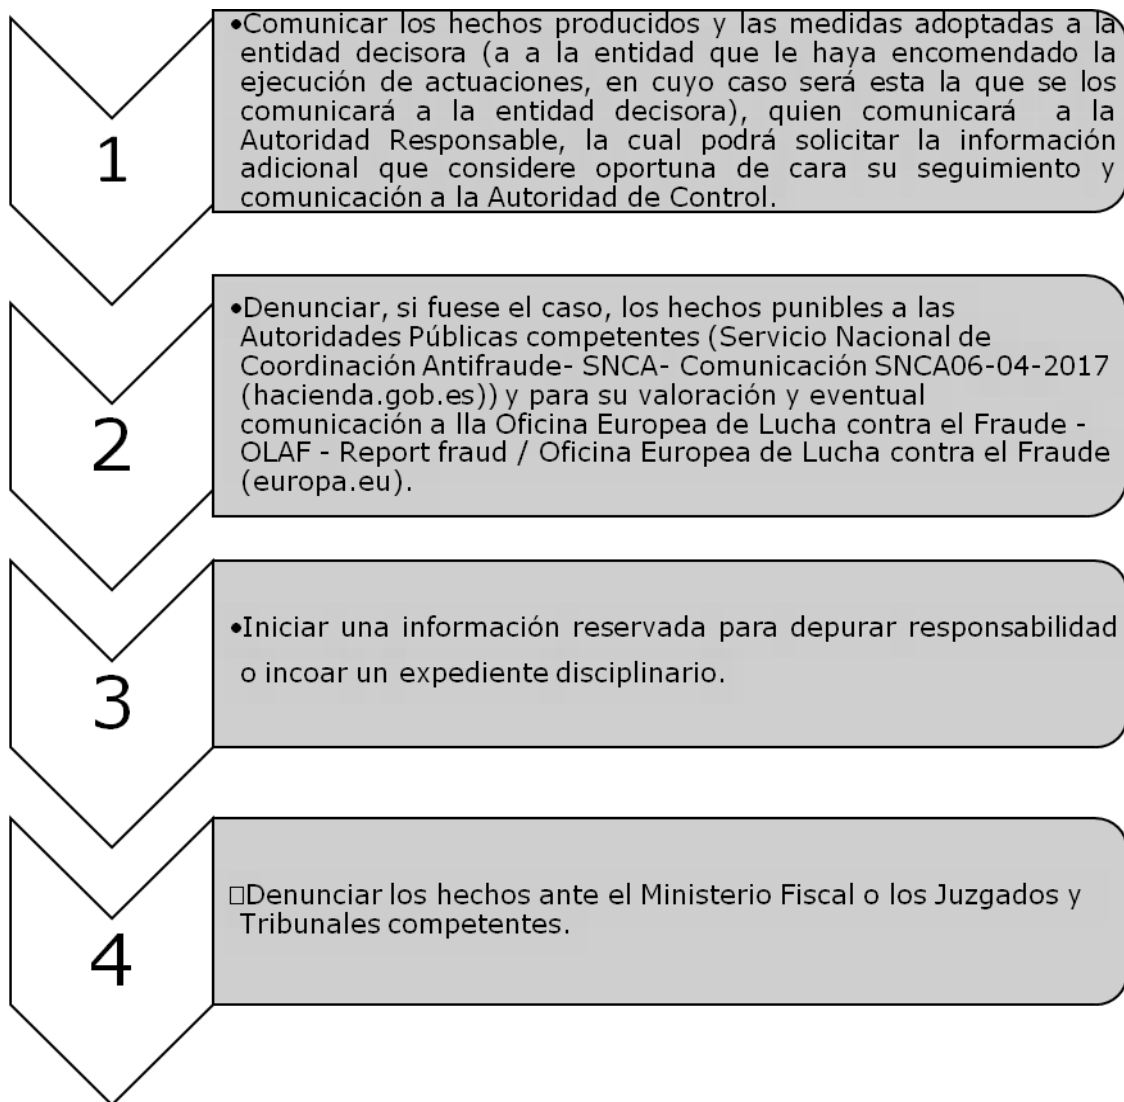 •Comunicar los hechos producidos y las medidas adoptadas a la
entidad decisora (a a la entidad que le haya encomendado la
ejecución de actuaciones, en cuyo caso será esta la que se los
comunicará a la entidad decisora), quien comunicará a la
Autoridad Responsable, la cual podrá solicitar la información
adicional que considere oportuna de cara su seguimiento y
comunicación a la Autoridad de Control.
1
•Denunciar, si fuese el caso, los hechos punibles a las
Autoridades Públicas competentes (Servicio Nacional de
Coordinación Antifraude- SNCA- Comunicación SNCA06-04-2017
(hacienda.gob.es)) y para su valoración y eventual
comunicación a lla Oficina Europea de Lucha contra el Fraude -
OLAF - Report fraud / Oficina Europea de Lucha contra el Fraude
(europa.eu).
2
•Iniciar una información reservada para depurar responsabilidad
o incoar un expediente disciplinario.
3
□Denunciar los hechos ante el Ministerio Fiscal o los Juzgados y
Tribunales competentes.
4